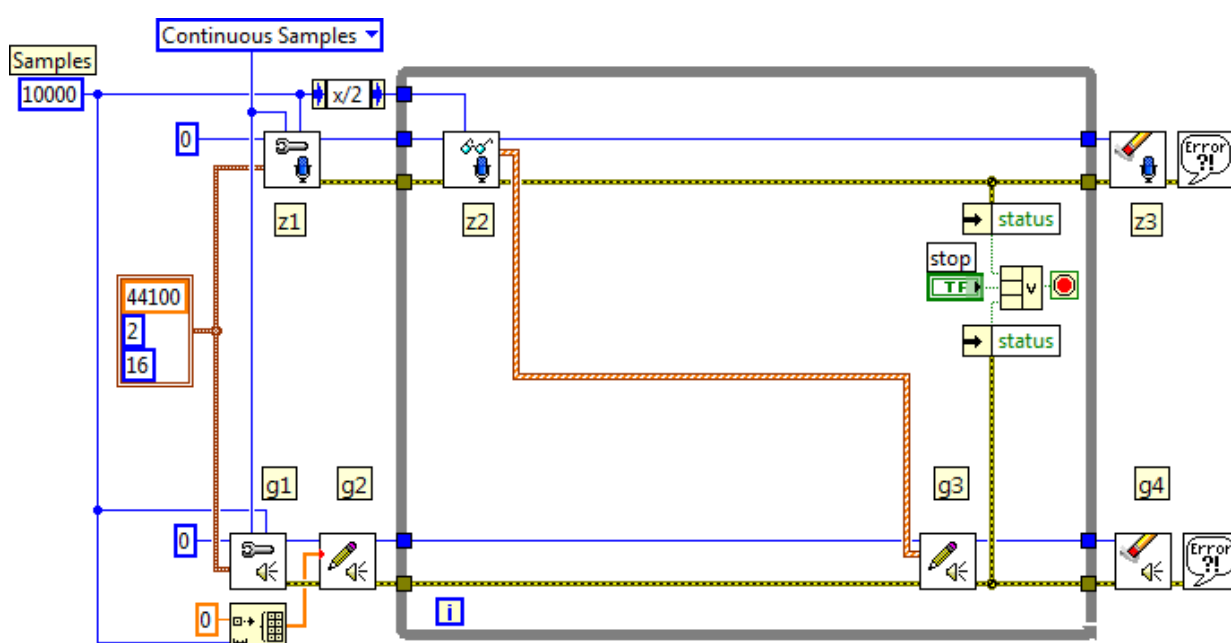 Continuous Samples
Samples
10000
x/2
0
Error
?!
z1
z2
z3
status
stop
TF
v
44100
2
16
status
g1
g2
g3
g4
0
Error
?!
0
i